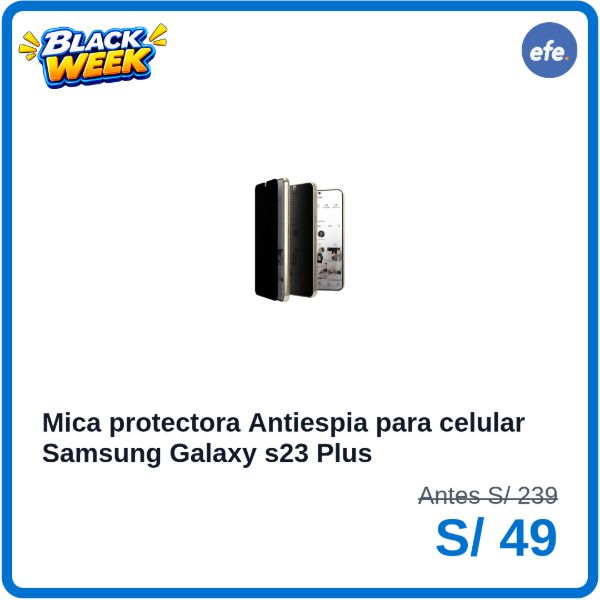 BLACK
WEEK
efe.
Mica protectora Antiespia para celular
Samsung Galaxy s23 Plus
Antes S/ 239
S/ 49